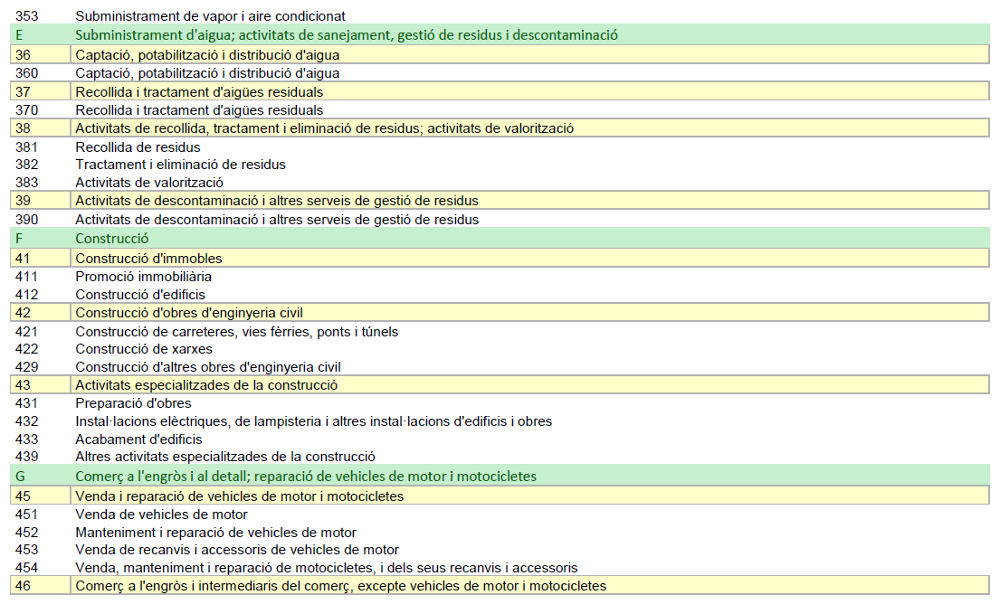 353 Subministrament de vapor i aire condicionat
E Subministrament d'aigua; activitats de sanejament, gestió de residus i descontaminació
36 Captació, potabilització i distribució d'aigua
360 Captació, potabilització i distribució d'aigua
37 Recollida i tractament d'aigües residuals
370 Recollida i tractament d'aigües residuals
38 Activitats de recollida, tractament i eliminació de residus; activitats de valorització
381 Recollida de residus
382 Tractament i eliminació de residus
383 Activitats de valorització
39 Activitats de descontaminació i altres serveis de gestió de residus
390 Activitats de descontaminació i altres serveis de gestió de residus
F Construcció
41 Construcció d'immobles
411 Promoció immobiliària
412 Construcció d'edificis
42 Construcció d'obres d'enginyeria civil
421 Construcció de carreteres, vies fèrries, ponts i túnels
422 Construcció de xarxes
429 Construcció d'altres obres d'enginyeria civil
43 Activitats especialitzades de la construcció
431 Preparació d'obres
432 Instal·lacions elèctriques, de lampisteria i altres instal·lacions d'edificis i obres
433 Acabament d'edificis
439 Altres activitats especialitzades de la construcció
G Comerç a l'engròs i al detall; reparació de vehicles de motor i motocicletes
45 Venda i reparació de vehicles de motor i motocicletes
451 Venda de vehicles de motor
452 Manteniment i reparació de vehicles de motor
453 Venda de recanvis i accessoris de vehicles de motor
454 Venda, manteniment i reparació de motocicletes, i dels seus recanvis i accessoris
46 Comerç a l'engròs i intermediaris del comerç, excepte vehicles de motor i motocicletes